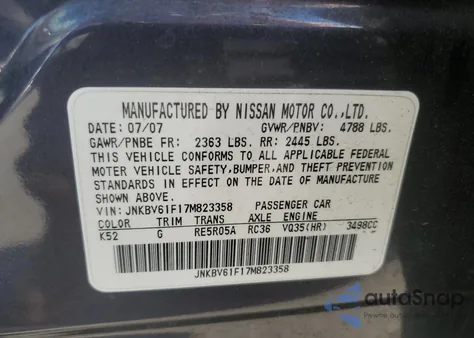 MANUFACTURED BY NISSAN MOTOR CO.,LTD.
DATE: 07/07 GVWR/PNBV: 4788 LBS.
GAWR/PNBE FR: 2363 LBS. RR: 2445 LBS.
THIS VEHICLE CONFORMS TO ALL APPLICABLE FEDERAL
MOTOR VEHICLE SAFETY,BUMPER,AND THEFT PREVENTION
STANDARDS IN EFFECT ON THE DATE OF MANUFACTURE
SHOWN ABOVE.
VIN:JNKBV61F17M823358 PASSENGER CAR
COLOR TRIM TRANS AXLE ENGINE
K52 G RE5R05A RC36 VQ35(HR) 3498CC
JNKBV61F17M823358
autoSnap